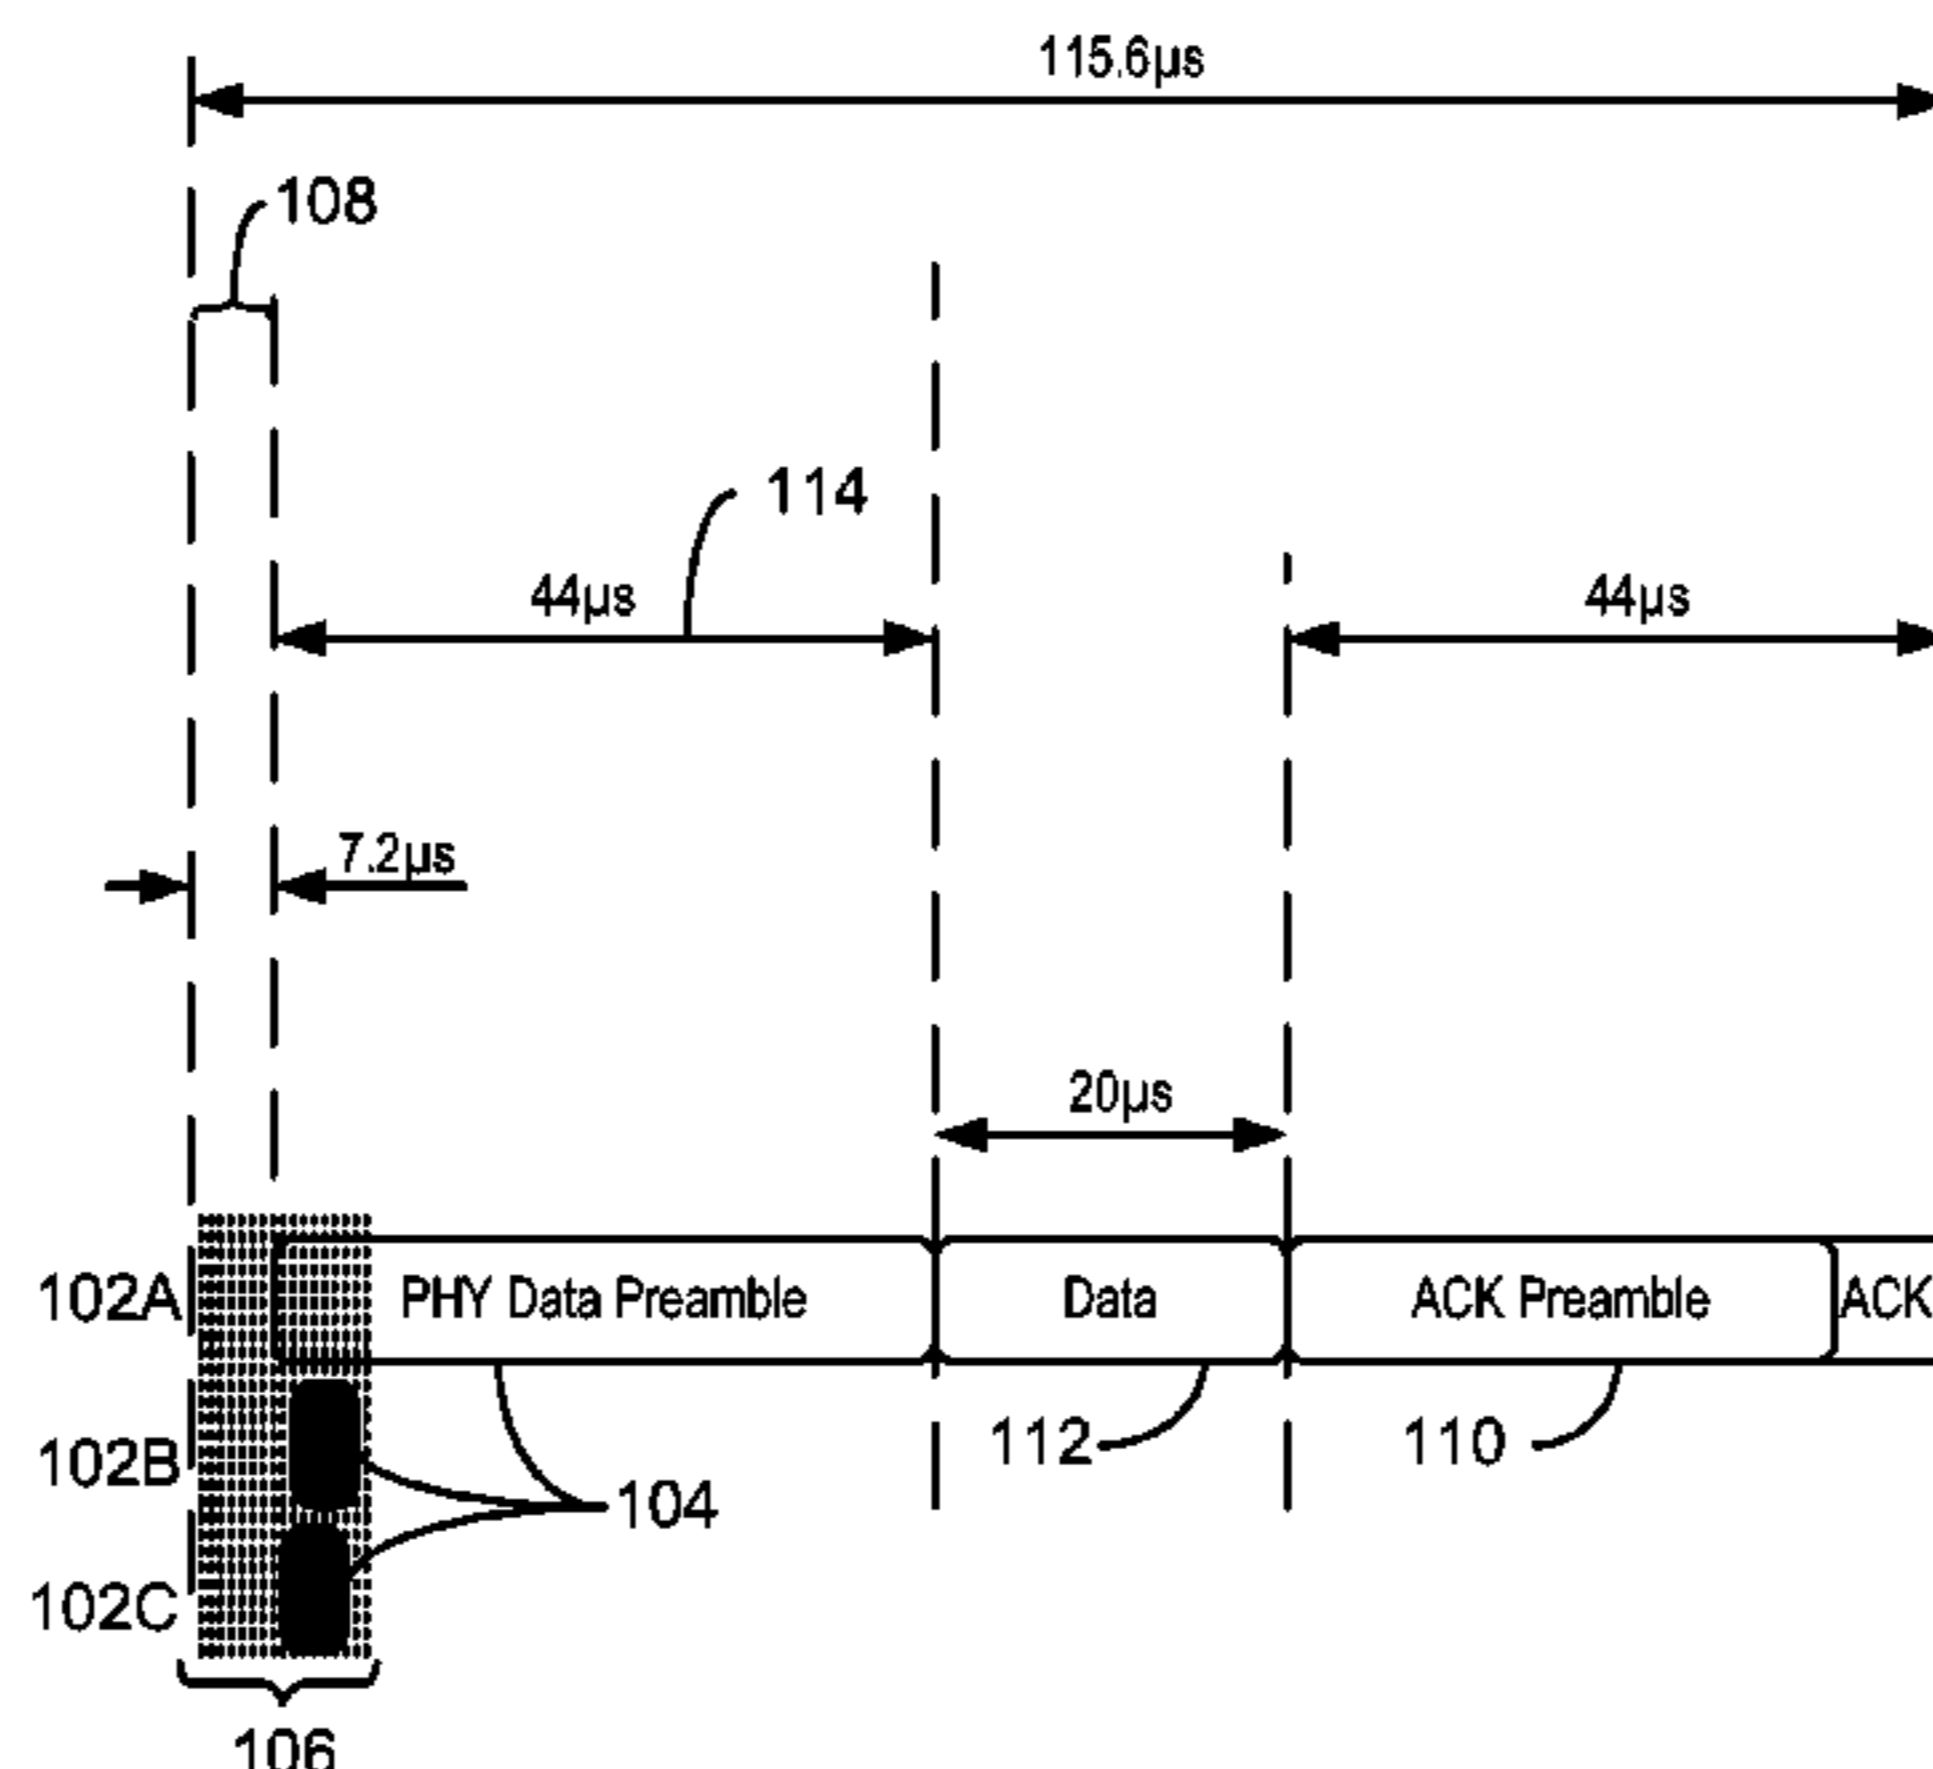 115.6µs
108
114
44µs
44µs
7.2µs
20µs
102A
PHY Data Preamble
Data
ACK Preamble
ACK
102B
112
110
104
102C
106